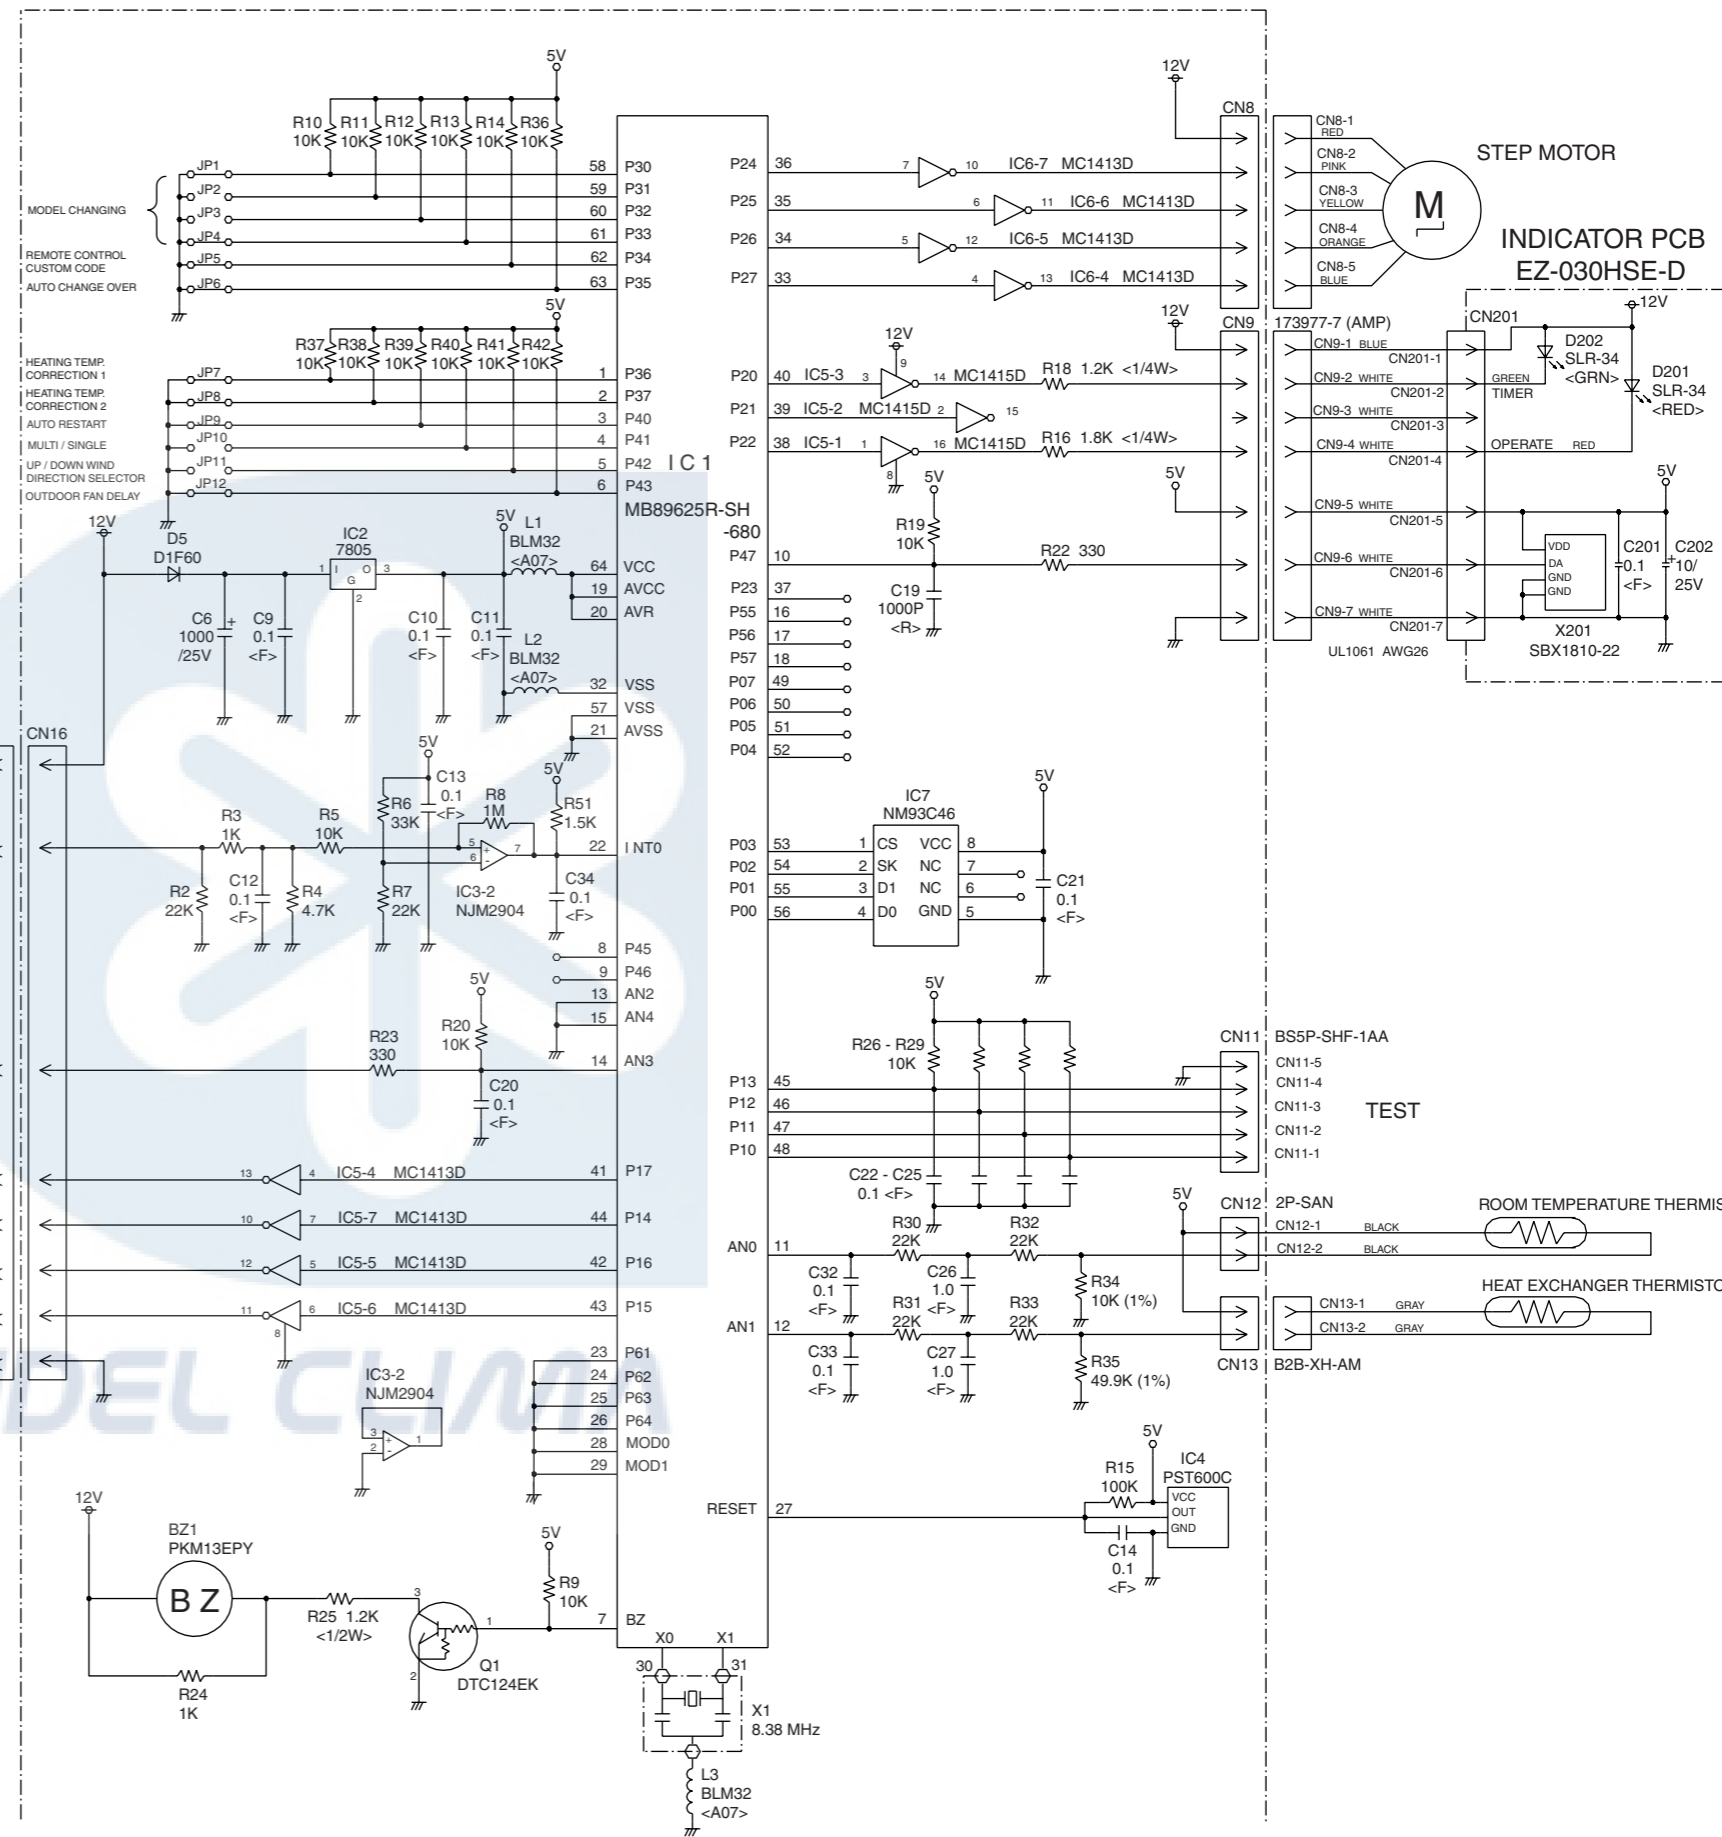 5V
R10 R11 R12 R13 R14 R36
10K 10K 10K 10K 10K 10K
JP1
JP2
MODEL CHANGING
JP3
JP4
REMOTE CONTROL
CUSTOM CODE
JP5
AUTO CHANGE OVER
JP6
58 P30
59 P31
60 P32
61 P33
62 P34
63 P35
5V
R37 R38 R39 R40 R41 R42
10K 10K 10K 10K 10K 10K
HEATING TEMP.
CORRECTION 1
JP7
HEATING TEMP.
CORRECTION 2
JP8
AUTO RESTART
JP9
MULTI / SINGLE
JP10
UP / DOWN WIND
DIRECTION SELECTOR
JP11
OUTDOOR FAN DELAY
JP12
1 P36
2 P37
3 P40
4 P41
5 P42
6 P43
IC1
MB89625R-SH
-680
12V
D5
D1F60
IC2
7805
1 I O 3
G
2
5V
L1
BLM32
<A07>
C6
1000
/25V
+
C9
0.1
<F>
C10
0.1
<F>
C11
0.1
<F>
L2
BLM32
<A07>
64 VCC
19 AVCC
20 AVR
32 VSS
57 VSS
21 AVSS
CN16
5V
C13
0.1
<F>
R6
33K
R8
1M
5V
R51
1.5K
R3
1K
R5
10K
5
+
6
-
7
22 INT0
R2
22K
C12
0.1
<F>
R4
4.7K
R7
22K
IC3-2
NJM2904
C34
0.1
<F>
8 P45
9 P46
13 AN2
15 AN4
5V
R23
330
R20
10K
14 AN3
C20
0.1
<F>
13 4 IC5-4 MC1413D 41 P17
10 7 IC5-7 MC1413D 44 P14
12 5 IC5-5 MC1413D 42 P16
11 6 IC5-6 MC1413D 43 P15
8
23 P61
24 P62
25 P63
26 P64
28 MOD0
29 MOD1
DEL CLIMA
IC3-2
NJM2904
3
+
2
-
1
12V
BZ1
PKM13EPY
BZ
R25 1.2K
<1/2W>
R24
1K
3
1
2
Q1
DTC124EK
5V
R9
10K
7 BZ
X0 X1
30 31
X1
8.38 MHz
L3
BLM32
<A07>
12V
P24 36 7 10 IC6-7 MC1413D
P25 35 6 11 IC6-6 MC1413D
P26 34 5 12 IC6-5 MC1413D
P27 33 4 13 IC6-4 MC1413D
CN8
CN8-1
RED
CN8-2
PINK
CN8-3
YELLOW
CN8-4
ORANGE
CN8-5
BLUE
M
STEP MOTOR
INDICATOR PCB
EZ-030HSE-D
12V
12V
9
P20 40 IC5-3 3 14 MC1415D R18 1.2K <1/4W>
P21 39 IC5-2 MC1415D 2 15
P22 38 IC5-1 1 16 MC1415D R16 1.8K <1/4W>
8
CN9
173977-7 (AMP)
CN201
CN9-1 BLUE
CN201-1
CN9-2 WHITE
CN201-2
CN9-3 WHITE
CN201-3
CN9-4 WHITE
CN201-4
CN9-5 WHITE
CN201-5
CN9-6 WHITE
CN201-6
CN9-7 WHITE
CN201-7
UL1061 AWG26
GREEN
TIMER
OPERATE RED
12V
D202
SLR-34
<GRN>
D201
SLR-34
<RED>
5V
VDD
DA
GND
GND
C201
0.1
<F>
C202
+
10/
25V
X201
SBX1810-22
5V
5V
R19
10K
P47 10
R22 330
C19
1000P
<R>
P23 37
P55 16
P56 17
P57 18
P07 49
P06 50
P05 51
P04 52
IC7
NM93C46
5V
P03 53 1 CS VCC 8
P02 54 2 SK NC 7
P01 55 3 D1 NC 6
P00 56 4 D0 GND 5
C21
0.1
<F>
5V
R26 - R29
10K
P13 45
P12 46
P11 47
P10 48
C22 - C25
0.1 <F>
CN11 BS5P-SHF-1AA
CN11-5
CN11-4
CN11-3
CN11-2
CN11-1
TEST
5V
CN12 2P-SAN
CN12-1 BLACK
CN12-2 BLACK
ROOM TEMPERATURE THERMIS
AN0 11
R30
22K
R32
22K
C32
0.1
<F>
C26
1.0
<F>
R34
10K (1%)
HEAT EXCHANGER THERMISTO
CN13-1 GRAY
CN13-2 GRAY
CN13 B2B-XH-AM
AN1 12
R31
22K
R33
22K
C33
0.1
<F>
C27
1.0
<F>
R35
49.9K (1%)
5V
R15
100K
IC4
PST600C
VCC
OUT
GND
RESET 27
C14
0.1
<F>